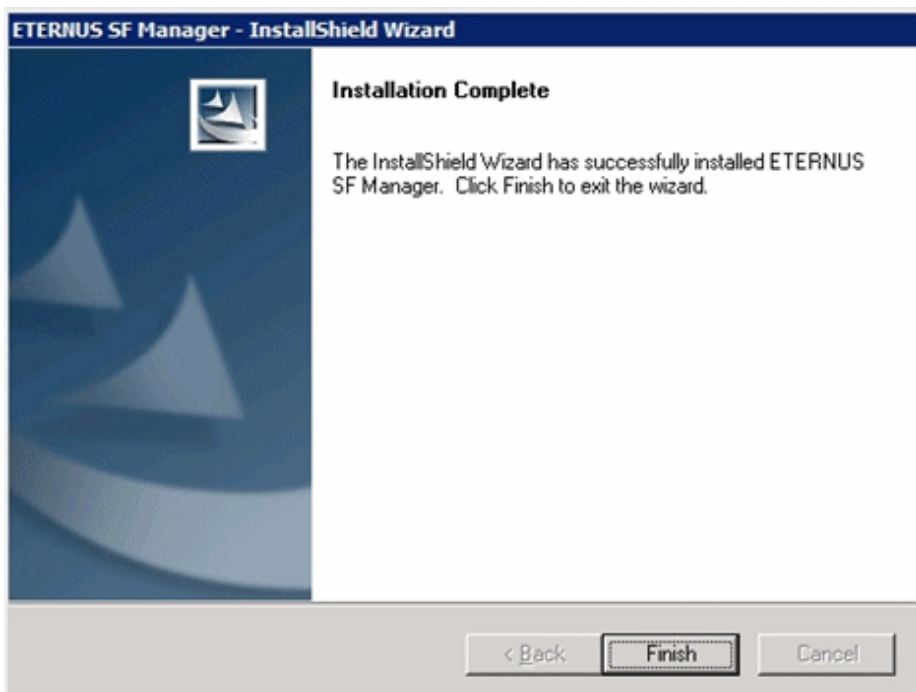 ETERNUS SF Manager - InstallShield Wizard
Installation Complete
The InstallShield Wizard has successfully installed ETERNUS
SF Manager. Click Finish to exit the wizard.
< Back Finish Cancel